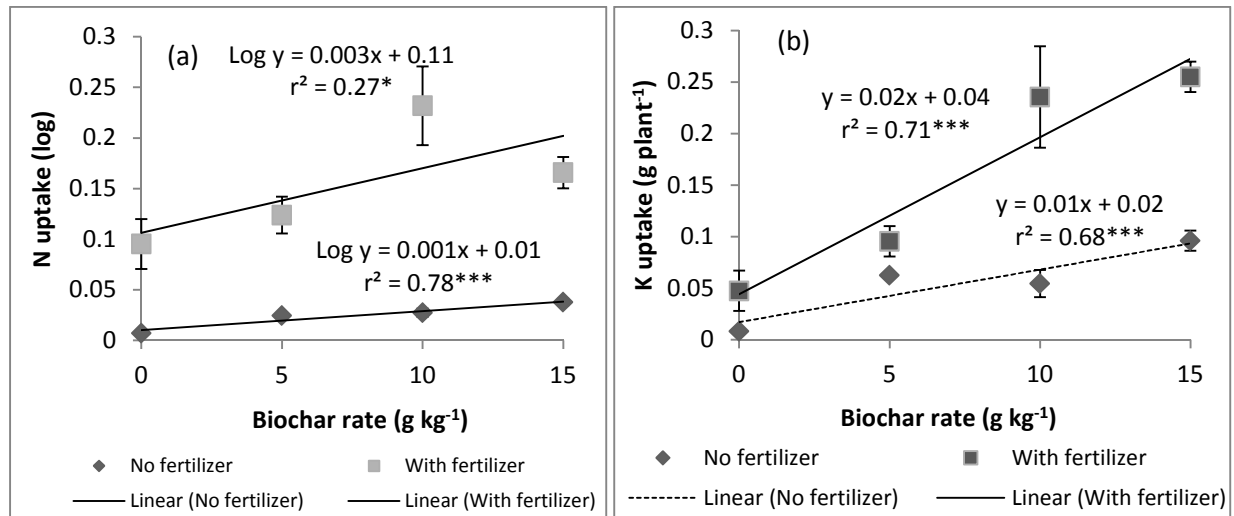 (a)
Log y = 0.003x + 0.11
r² = 0.27*
Log y = 0.001x + 0.01
r² = 0.78***
N uptake (log)
0.3
0.25
0.2
0.15
0.1
0.05
0
0 5 10 15
Biochar rate (g kg⁻¹)
No fertilizer With fertilizer
Linear (No fertilizer) Linear (With fertilizer)
(b)
y = 0.02x + 0.04
r² = 0.71***
y = 0.01x + 0.02
r² = 0.68***
K uptake (g plant⁻¹)
0.3
0.25
0.2
0.15
0.1
0.05
0
0 5 10 15
Biochar rate (g kg⁻¹)
No fertilizer With fertilizer
Linear (No fertilizer) Linear (With fertilizer)